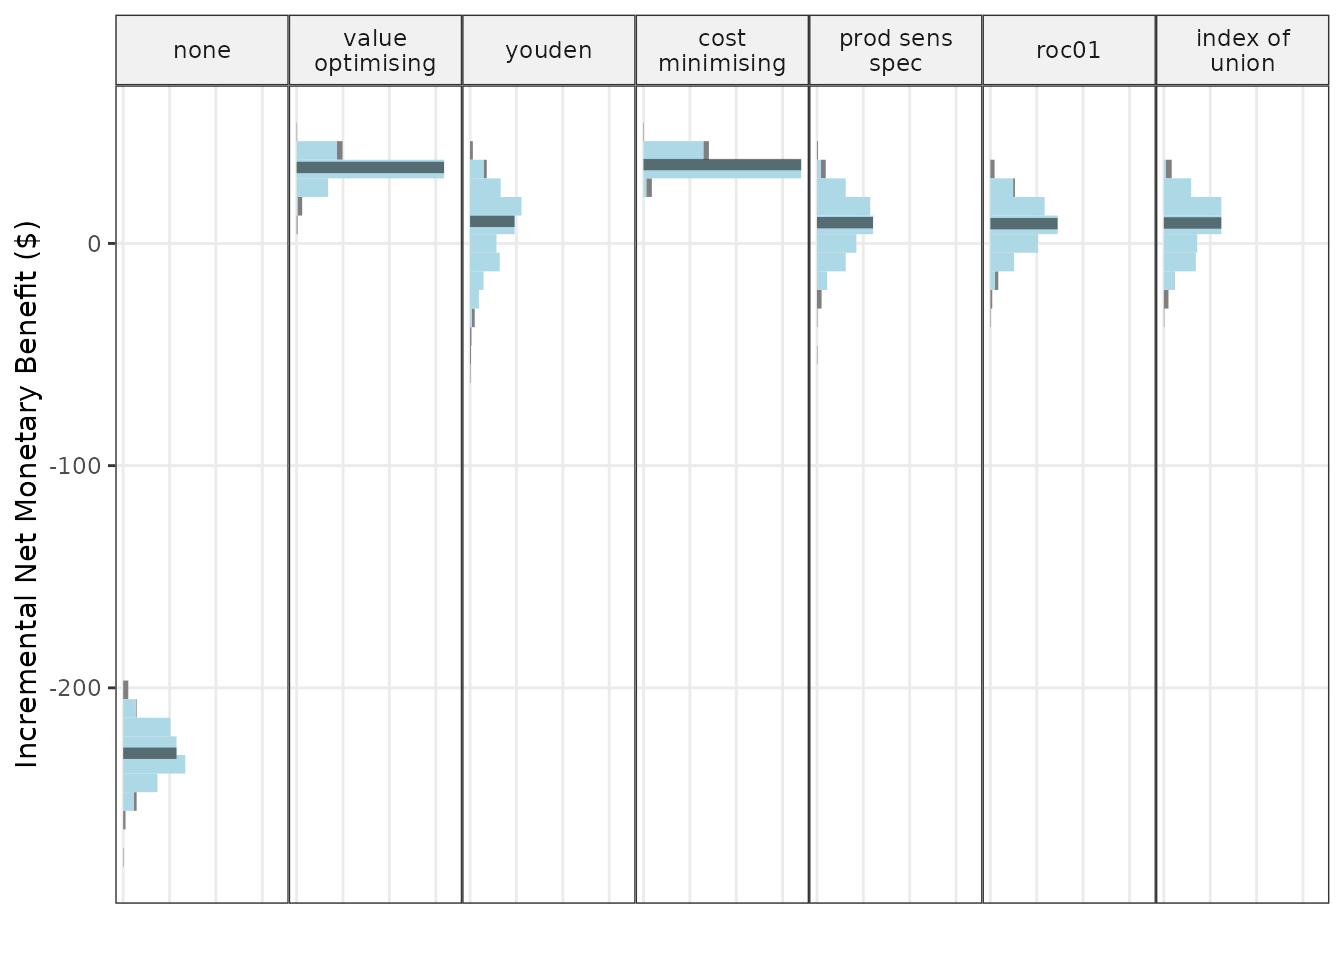 none
value
optimising
youden
cost
minimising
prod sens
spec
roc01
index of
union
Incremental Net Monetary Benefit ($)
0
-100
-200